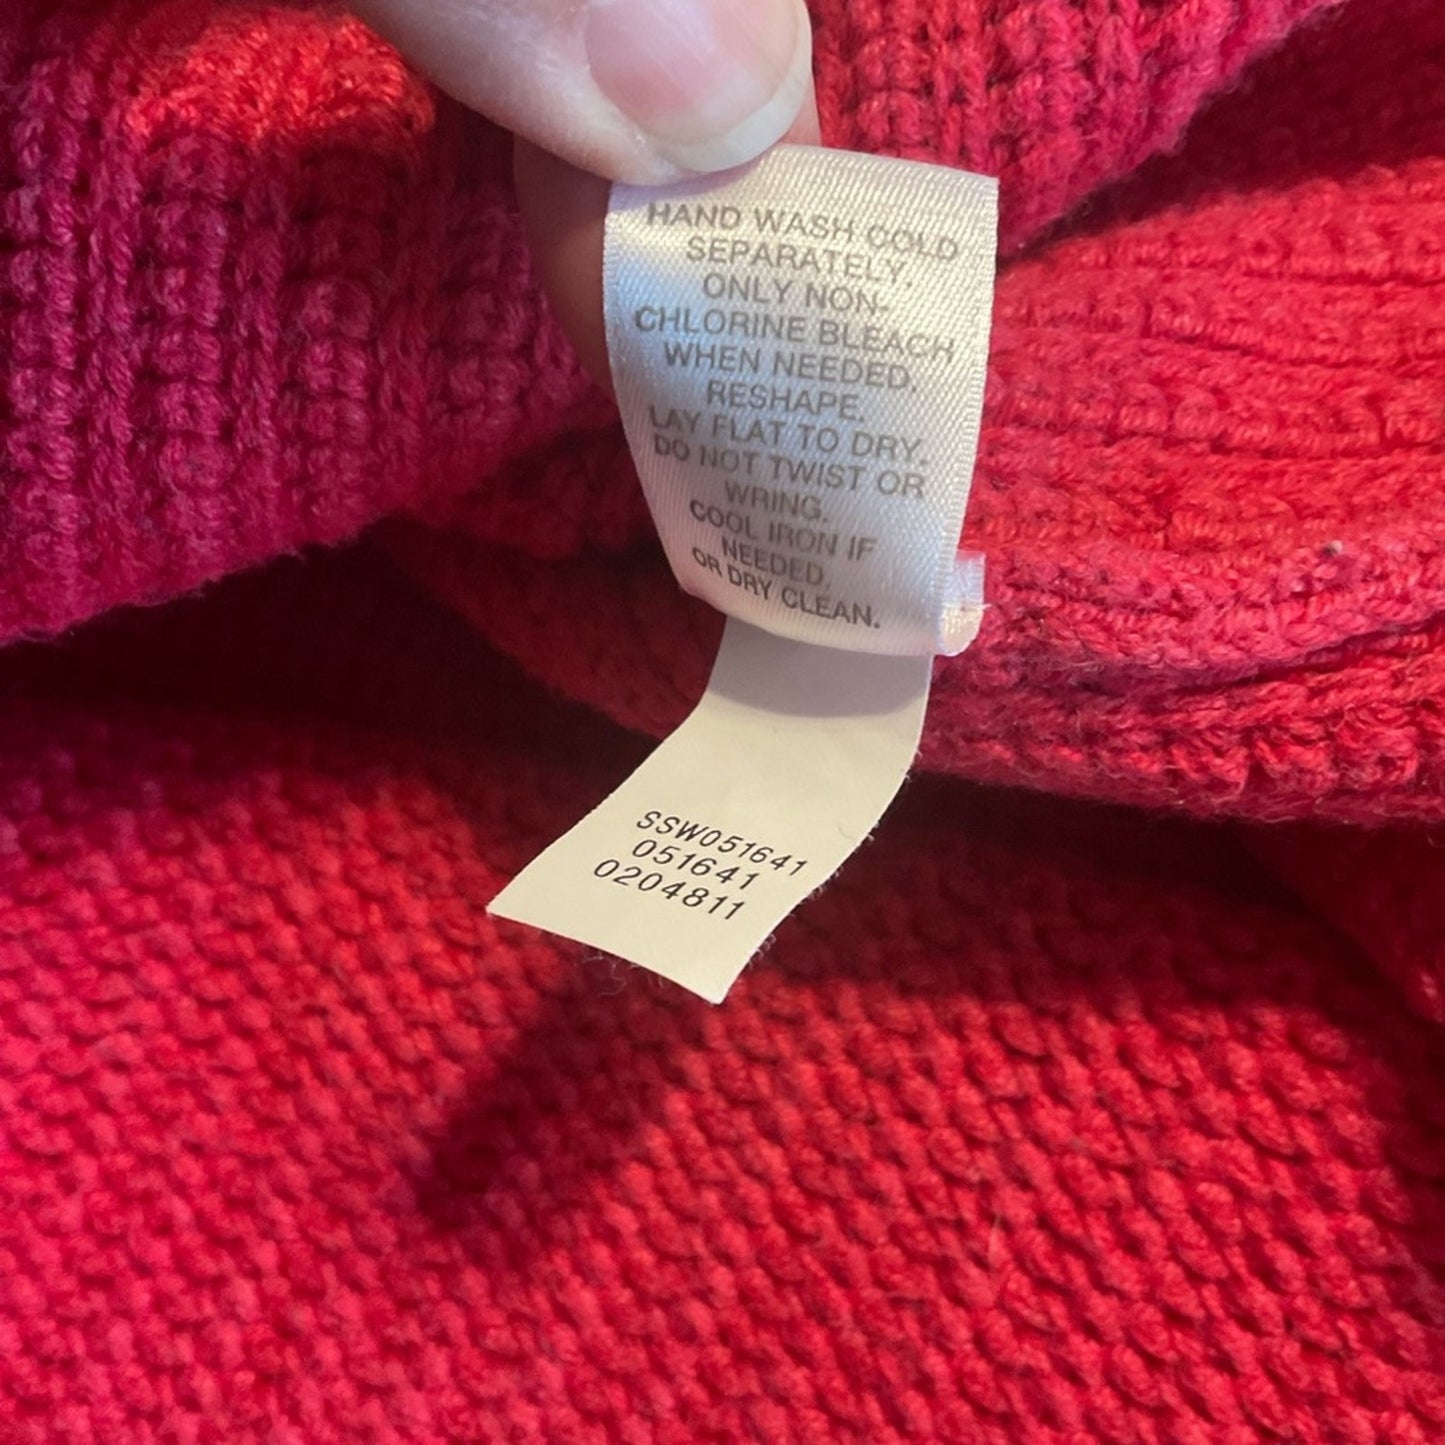 HAND WASH COLD
SEPARATELY.
ONLY NON-
CHLORINE BLEACH
WHEN NEEDED.
RESHAPE.
LAY FLAT TO DRY.
DO NOT TWIST OR
WRING.
COOL IRON IF
NEEDED.
OR DRY CLEAN.
SSW051641
051641
0204811